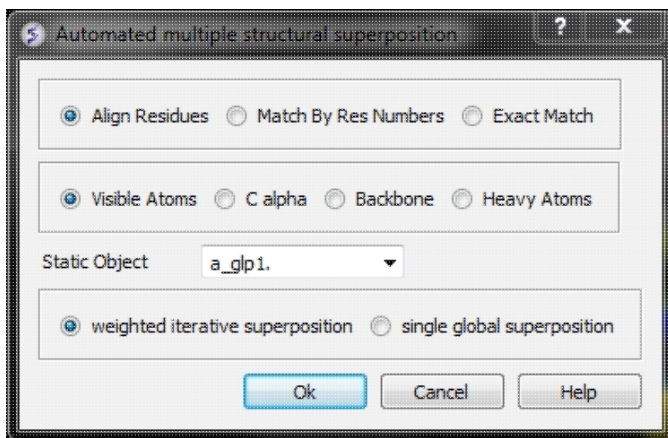 Automated multiple structural superposition ? X
Align Residues Match By Res Numbers Exact Match
Visible Atoms C alpha Backbone Heavy Atoms
Static Object a_glp1.
weighted iterative superposition single global superposition
Ok Cancel Help